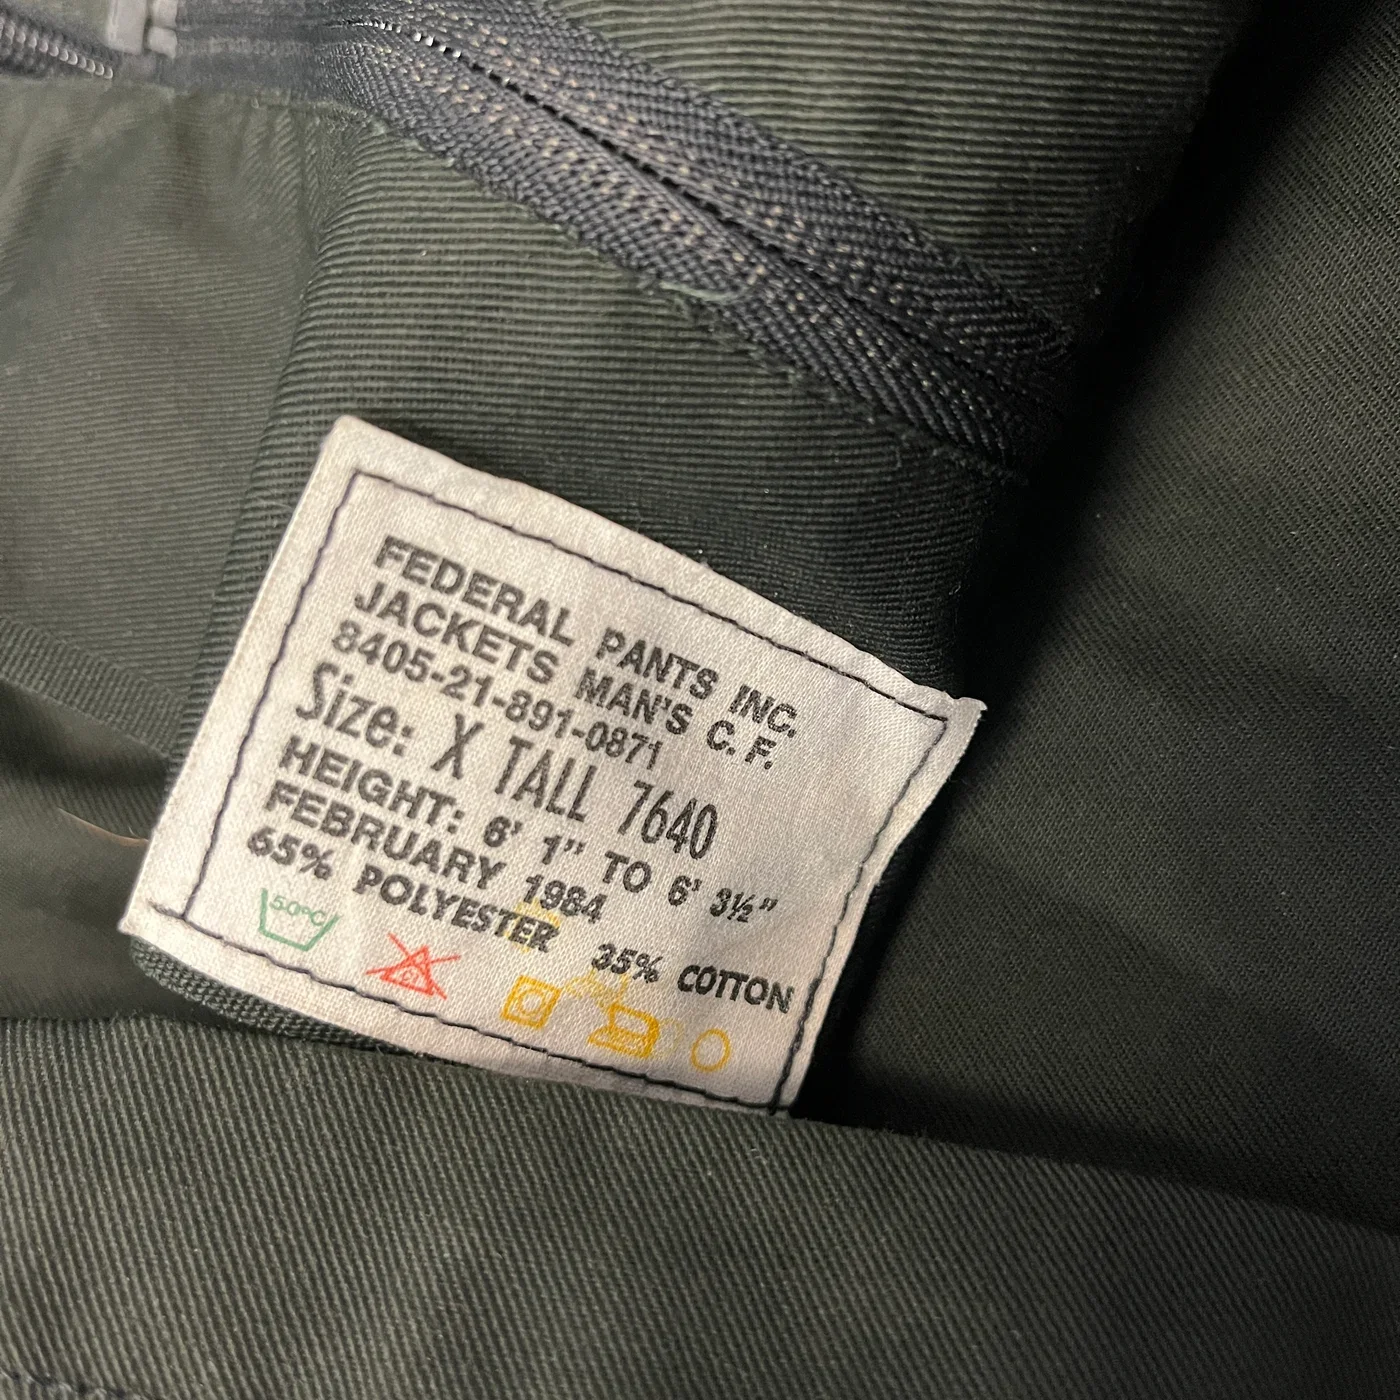 FEDERAL PANTS INC.
JACKETS MAN'S C. F.
8405-21-891-0871
Size: X TALL 7640
HEIGHT: 6' 1" TO 6' 3½"
FEBRUARY 1984
65% POLYESTER 35% COTTON
50°C